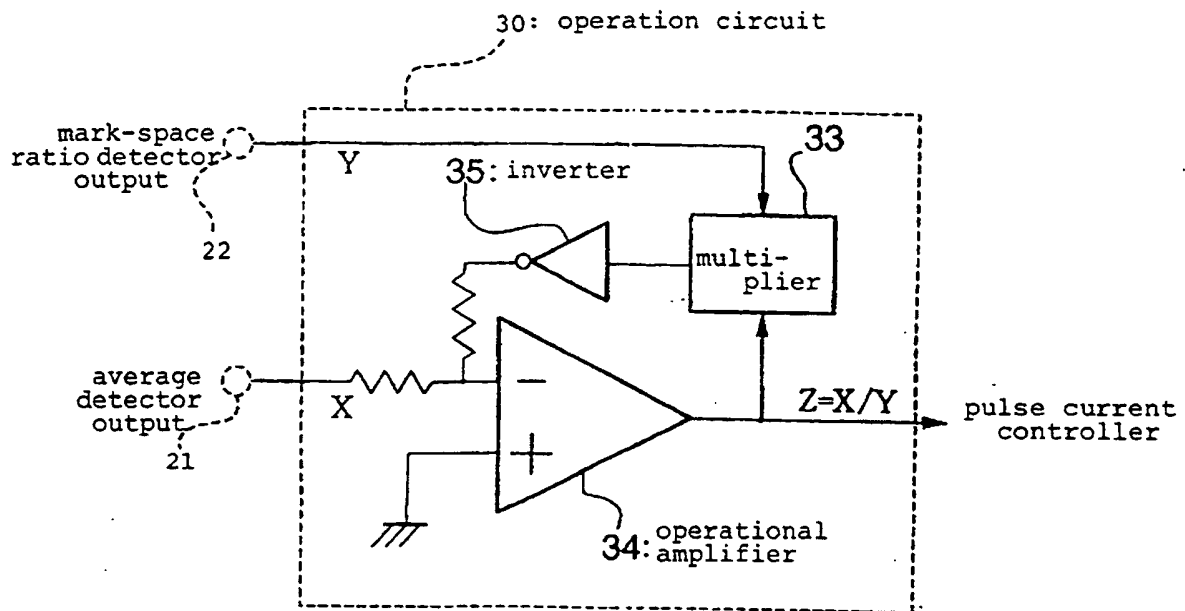 30: operation circuit
mark-space
ratio detector
output
22
Y
35: inverter
33
multi-
plier
average
detector
output
21
X
−
+
Z=X/Y
pulse current
controller
34: operational
amplifier